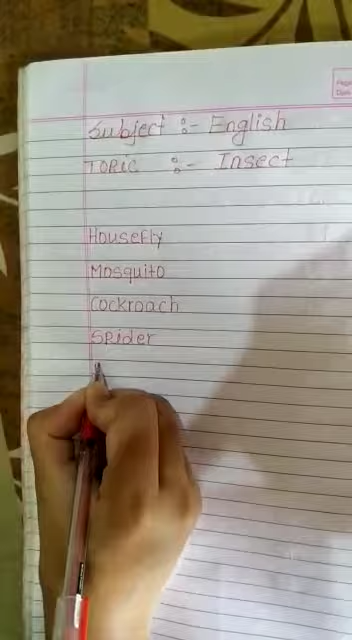 Subject :- English
TOPIC :- Insect
Housefly
Mosquito
Cockroach
Spider